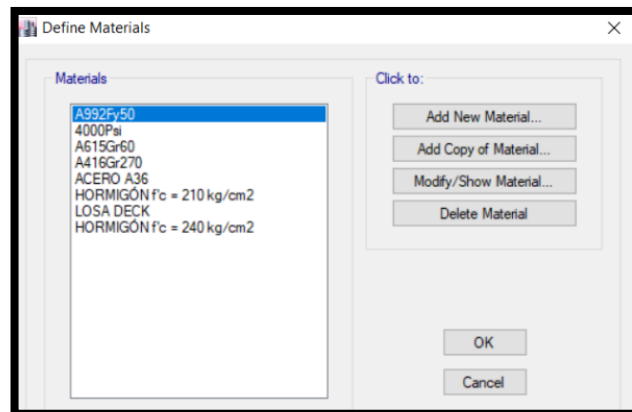 Define Materials
Materials
A992Fy50
4000Psi
A615Gr60
A416Gr270
ACERO A36
HORMIGÓN f'c = 210 kg/cm2
LOSA DECK
HORMIGÓN f'c = 240 kg/cm2
Click to:
Add New Material...
Add Copy of Material...
Modify/Show Material...
Delete Material
OK
Cancel